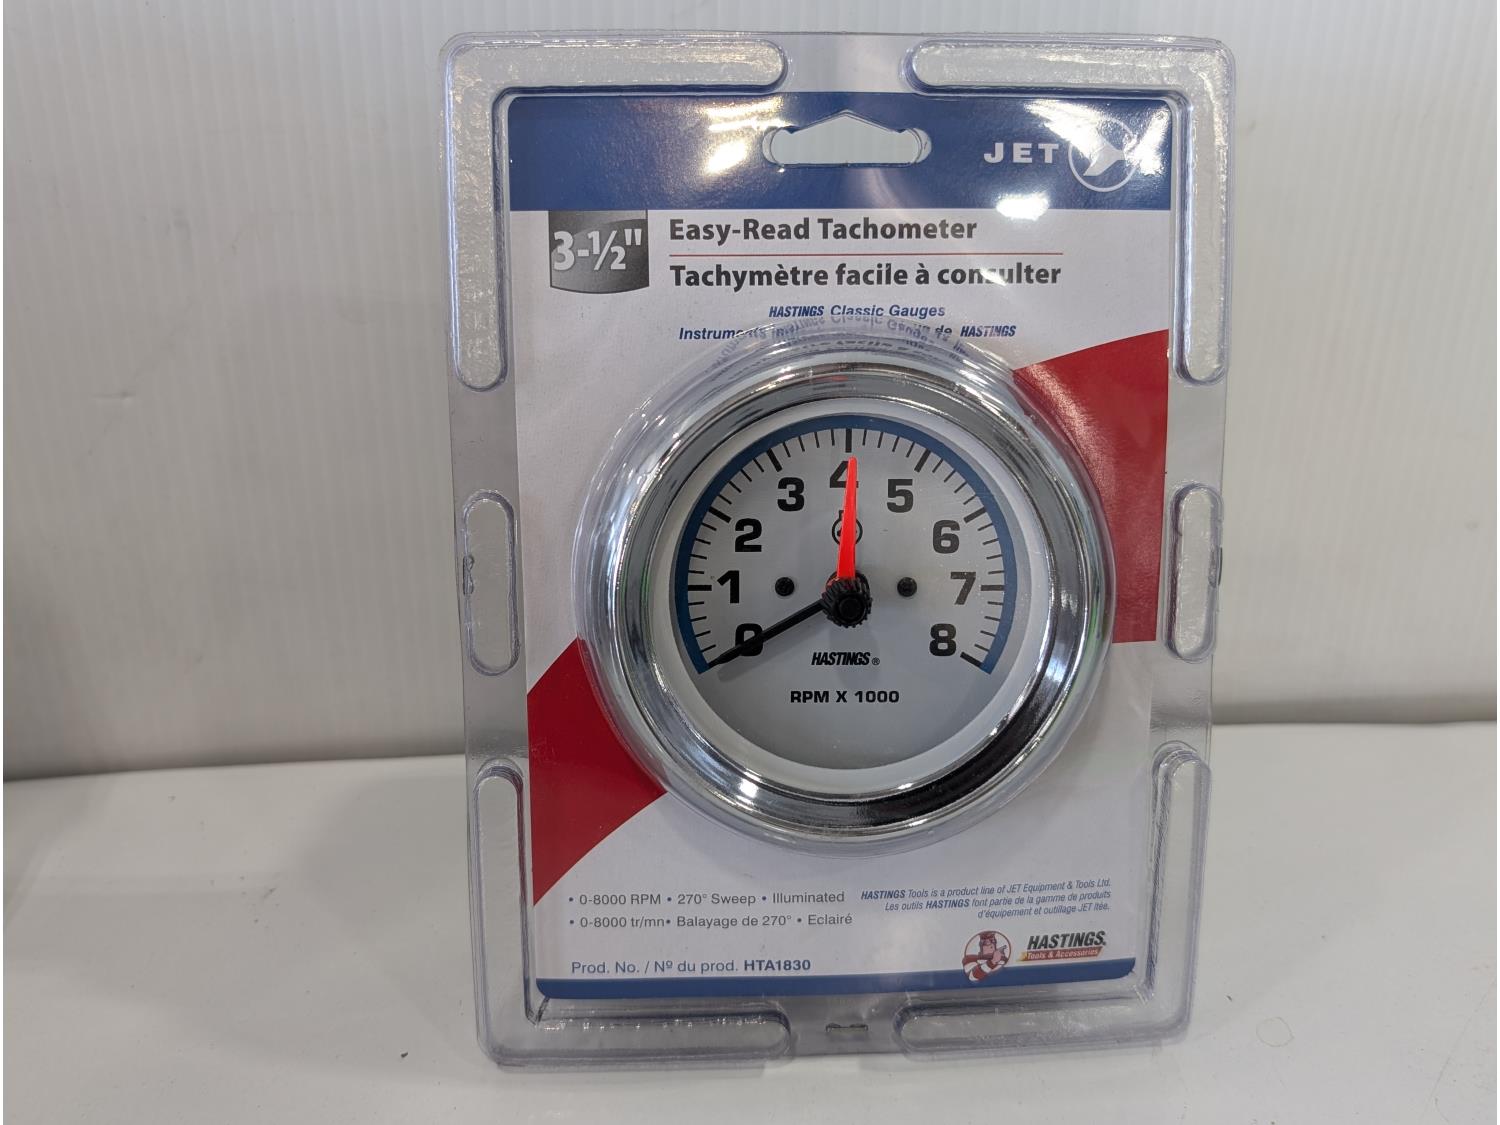 JET
3-½"
Easy-Read Tachometer
Tachymètre facile à consulter
HASTINGS Classic Gauges
de HASTINGS
4
3 5
2 6
1 7
0 8
HASTINGS®
RPM X 1000
• 0-8000 RPM • 270° Sweep • Illuminated
• 0-8000 tr/mn• Balayage de 270° • Eclairé
HASTINGS Tools is a product line of JET Equipment & Tools Ltd.
Les outils HASTINGS font partie de la gamme de produits
d'équipement et outillage JET ltée.
HASTINGS.
Tools & Accessories
Prod. No. / Nº du prod. HTA1830